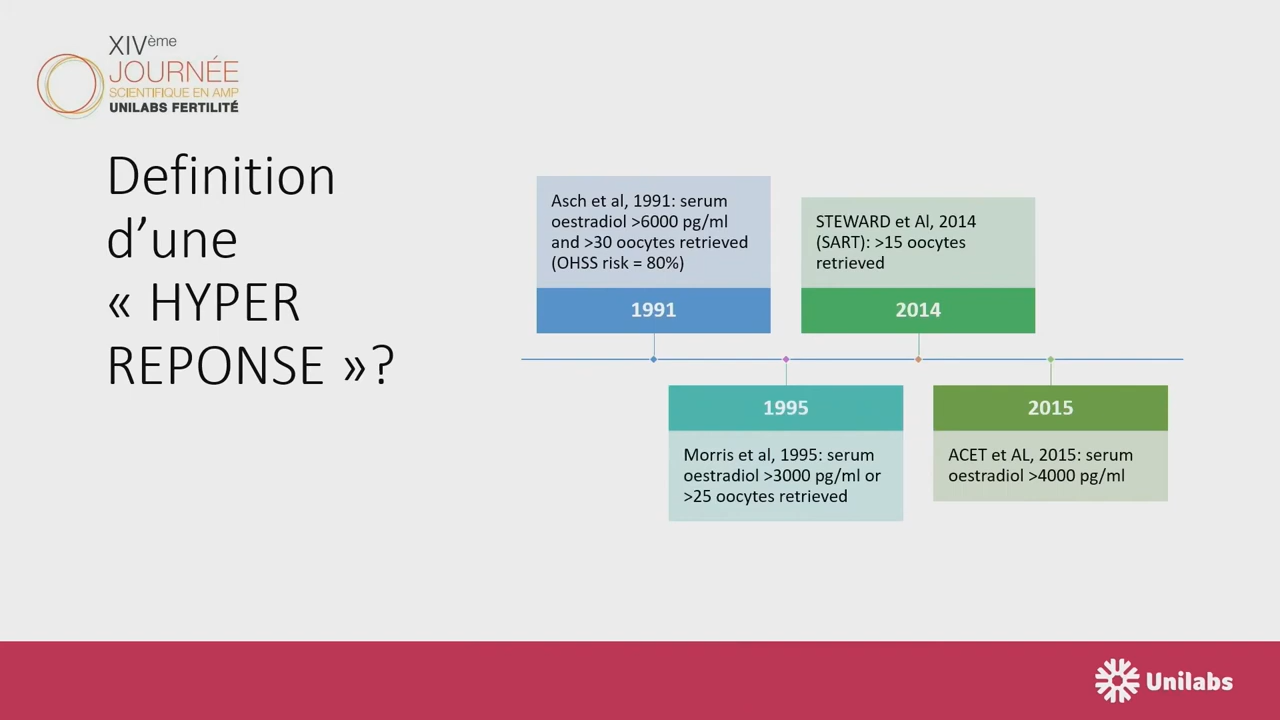 XIVème
JOURNÉE
SCIENTIFIQUE EN AMP
UNILABS FERTILITÉ
Definition
d’une
« HYPER
REPONSE »?
Asch et al, 1991: serum
oestradiol >6000 pg/ml
and >30 oocytes retrieved
(OHSS risk = 80%)
1991
STEWARD et Al, 2014
(SART): >15 oocytes
retrieved
2014
1995
Morris et al, 1995: serum
oestradiol >3000 pg/ml or
>25 oocytes retrieved
2015
ACET et AL, 2015: serum
oestradiol >4000 pg/ml
Unilabs